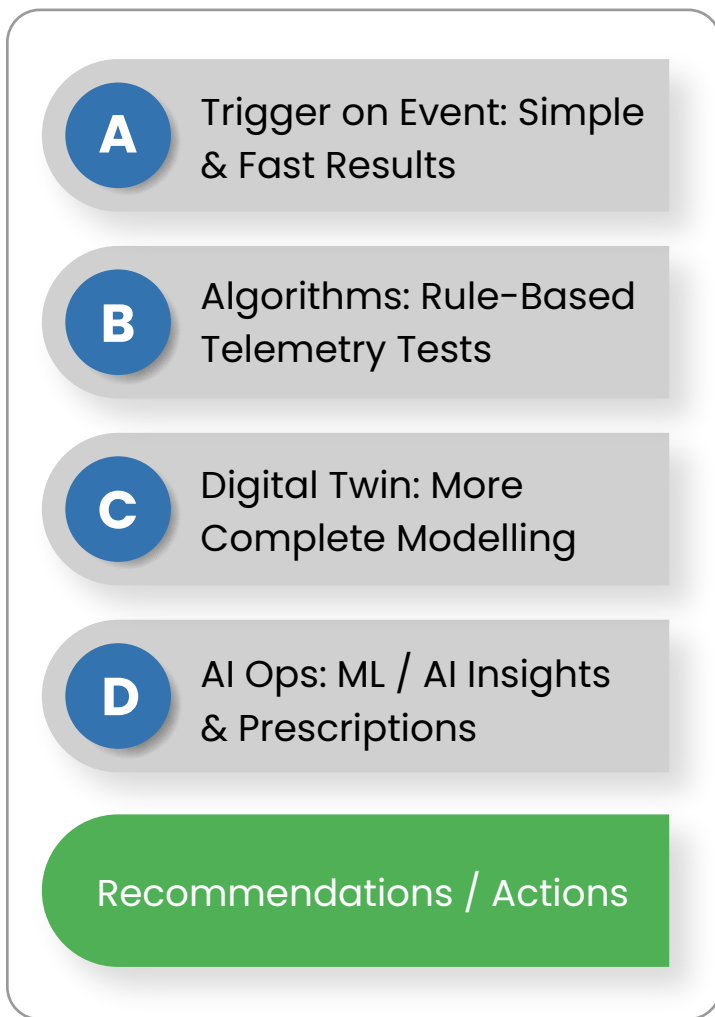 A
Trigger on Event: Simple
& Fast Results
B
Algorithms: Rule-Based
Telemetry Tests
C
Digital Twin: More
Complete Modelling
D
AI Ops: ML / AI Insights
& Prescriptions
Recommendations / Actions